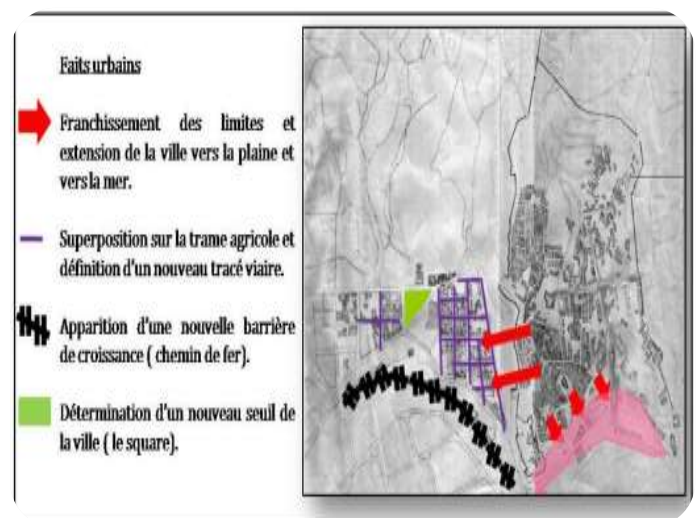 Faits urbains
Franchissement des limites et
extension de la ville vers la plaine et
vers la mer.
Superposition sur la trame agricole et
définition d'un nouveau tracé viaire.
Apparition d'une nouvelle barrière
de croissance ( chemin de fer).
Détermination d'un nouveau seuil de
la ville ( le square).